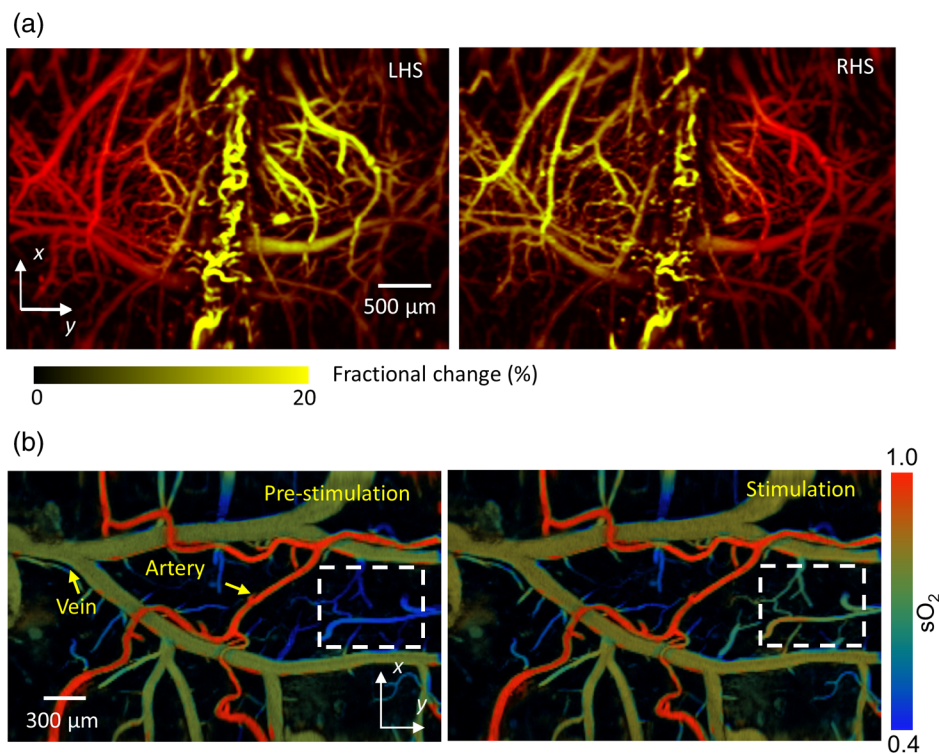 (a)
LHS
RHS
x
y
500 μm
0
20
Fractional change (%)
(b)
Pre-stimulation
Stimulation
Artery
Vein
300 μm
x
y
1.0
sO₂
0.4